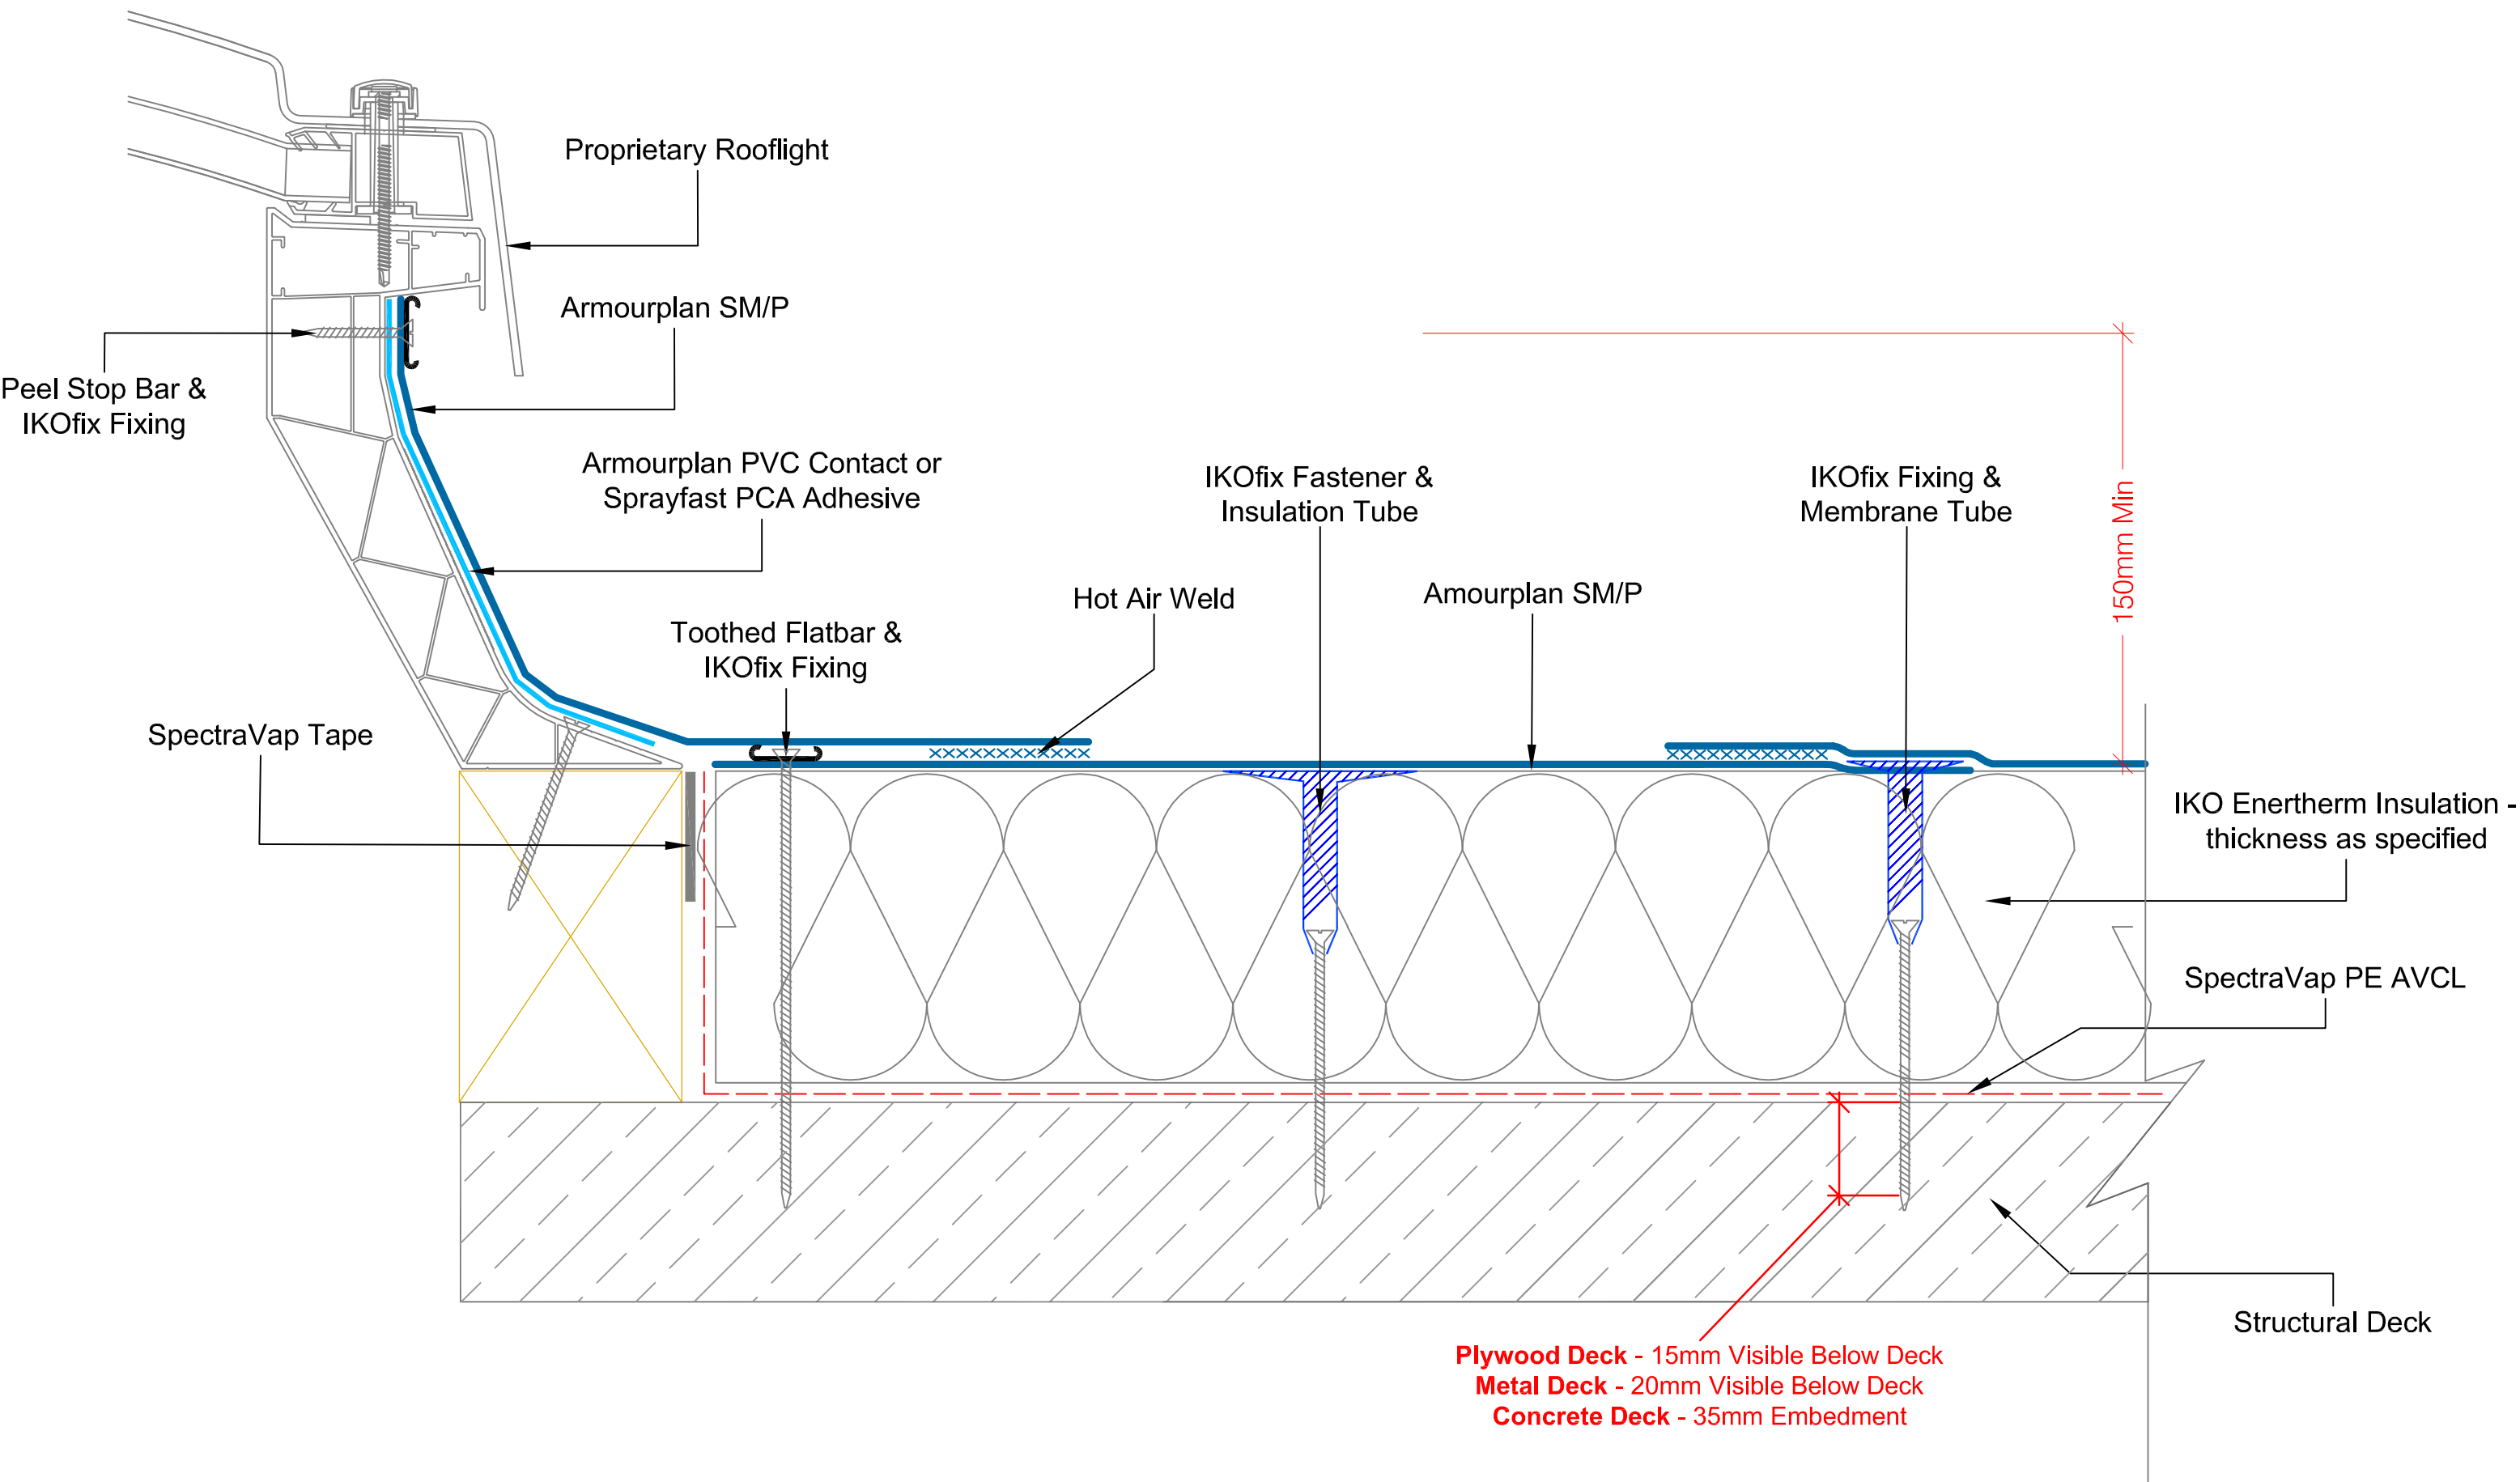 Proprietary Rooflight
Armourplan SM/P
Peel Stop Bar &
IKOfix Fixing
Armourplan PVC Contact or
Sprayfast PCA Adhesive
IKOfix Fastener &
Insulation Tube
IKOfix Fixing &
Membrane Tube
150mm Min
Hot Air Weld
Amourplan SM/P
Toothed Flatbar &
IKOfix Fixing
SpectraVap Tape
IKO Enertherm Insulation -
thickness as specified
SpectraVap PE AVCL
Structural Deck
Plywood Deck - 15mm Visible Below Deck
Metal Deck - 20mm Visible Below Deck
Concrete Deck - 35mm Embedment